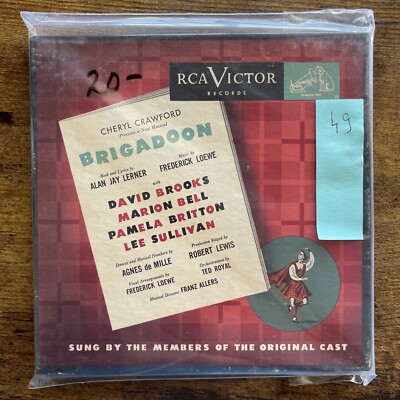 20-
RCA VICTOR
RECORDS
49
CHERYL CRAWFORD
Presents a New Musical
BRIGADOON
Book and Lyrics by
ALAN JAY LERNER
Music by
FREDERICK LOEWE
with
DAVID BROOKS
MARION BELL
PAMELA BRITTON
LEE SULLIVAN
Dances and Musical Numbers by
AGNES de MILLE
Production Staged by
ROBERT LEWIS
Vocal Arrangements by
FREDERICK LOEWE
Orchestrations by
TED ROYAL
Musical Director FRANZ ALLERS
SUNG BY THE MEMBERS OF THE ORIGINAL CAST